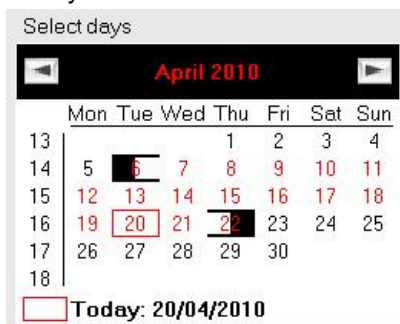 Select days
April 2010
Mon Tue Wed Thu Fri Sat Sun
13 1 2 3 4
14 5 6 7 8 9 10 11
15 12 13 14 15 16 17 18
16 19 20 21 22 23 24 25
17 26 27 28 29 30
18
Today: 20/04/2010